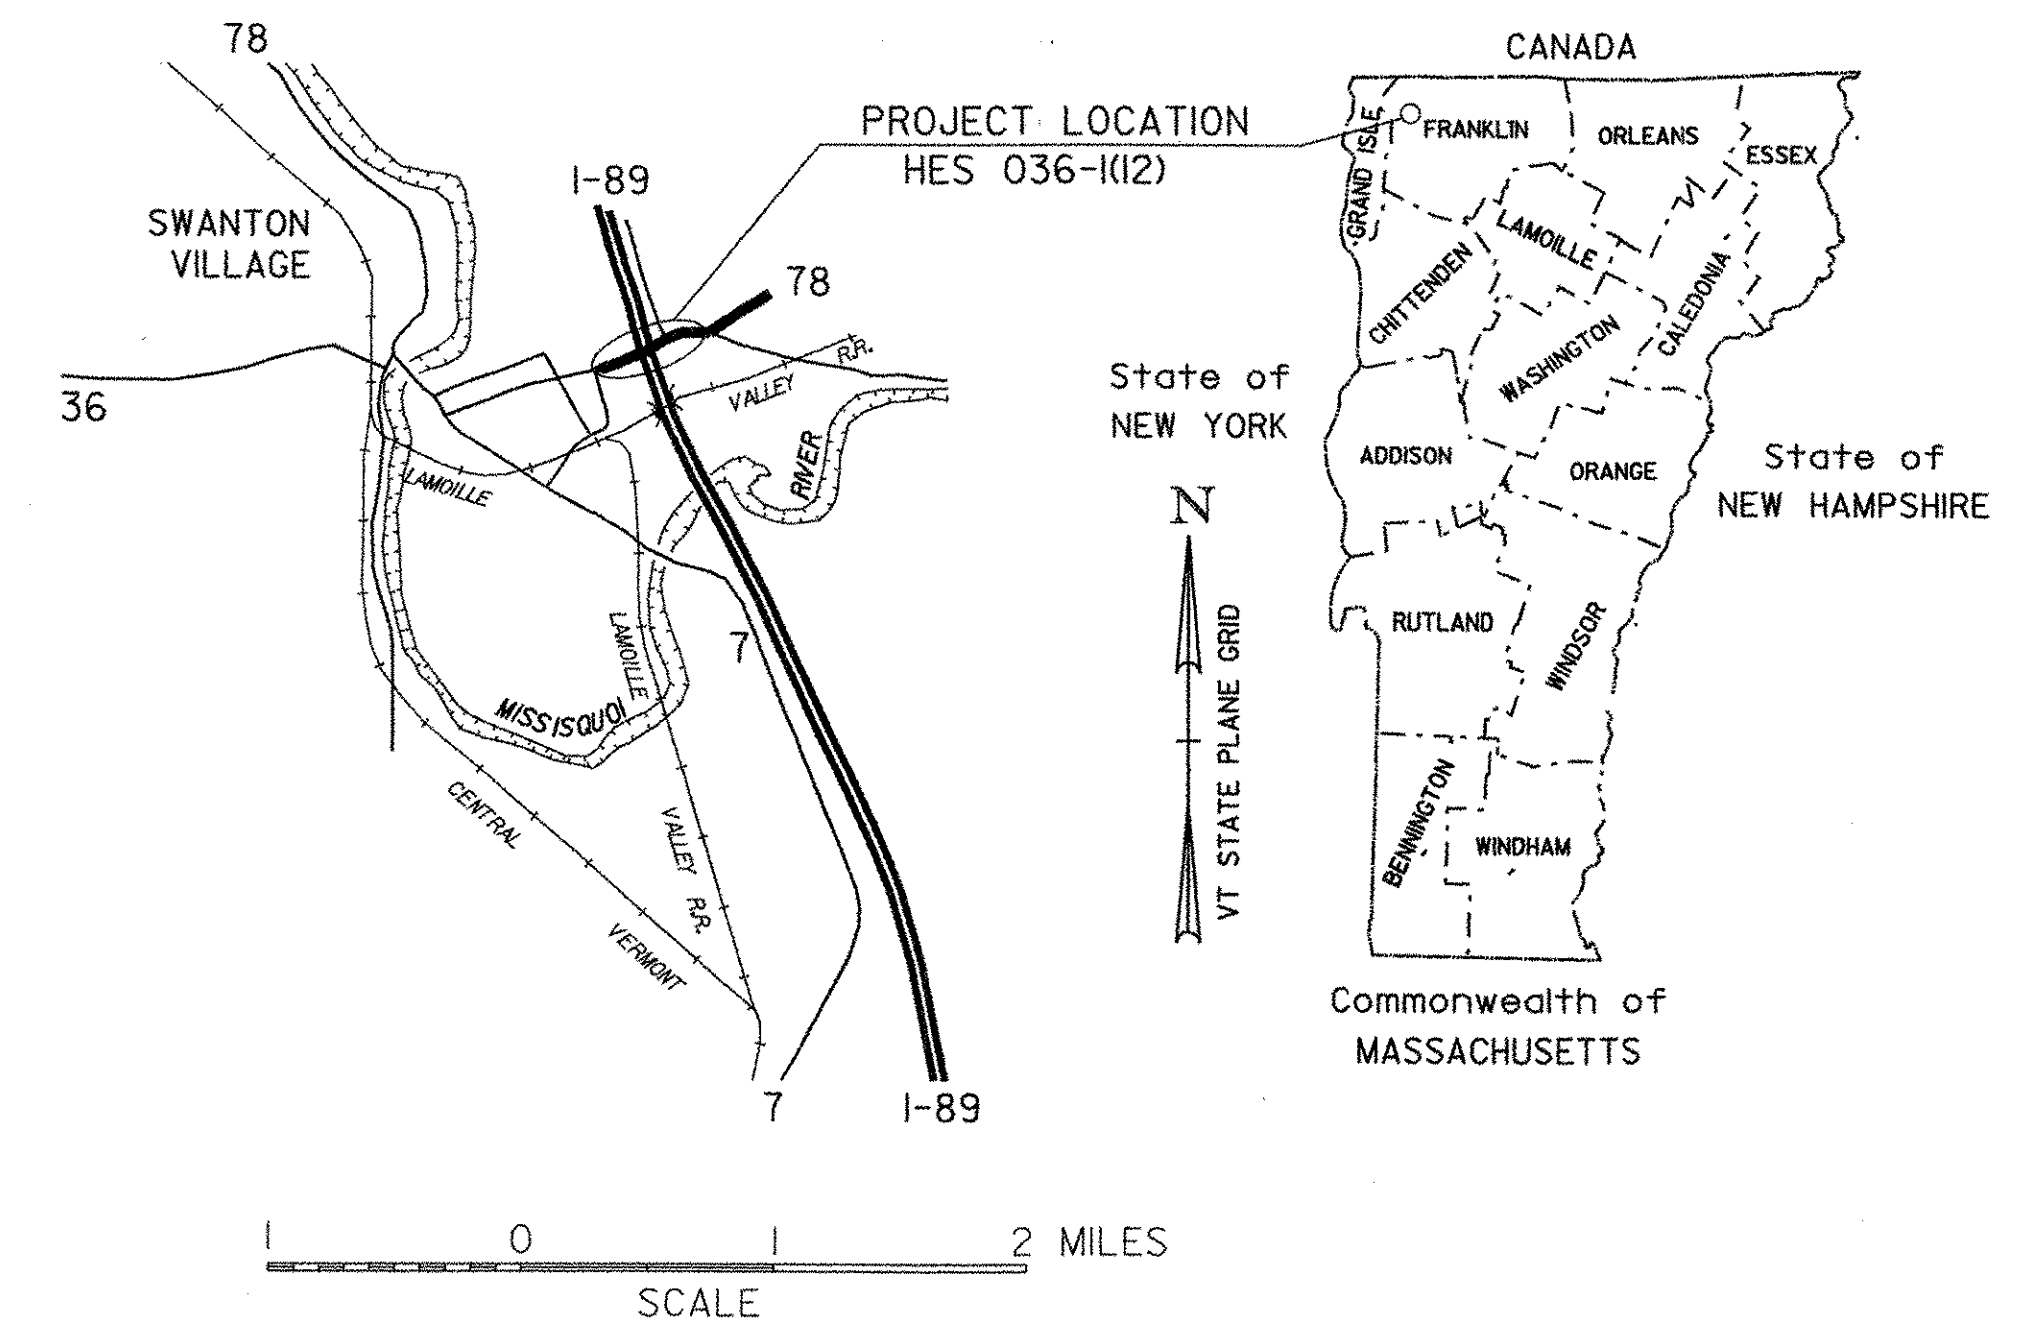 78
CANADA
PROJECT LOCATION
HES 036-1(12)
I-89
SWANTON
VILLAGE
78
36
VALLEY
R.R.
LAMOILLE
RIVER
7
LAMOILLE
MISSISQUOI
CENTRAL
VALLEY
R.R.
VERMONT
7
I-89
GRAND ISLE
FRANKLIN
ORLEANS
ESSEX
LAMOILLE
CHITTENDEN
CALEDONIA
WASHINGTON
State of
NEW YORK
ADDISON
ORANGE
State of
NEW HAMPSHIRE
N
VT STATE PLANE GRID
RUTLAND
WINDSOR
BENNINGTON
WINDHAM
Commonwealth of
MASSACHUSETTS
1 0 1 2 MILES
SCALE